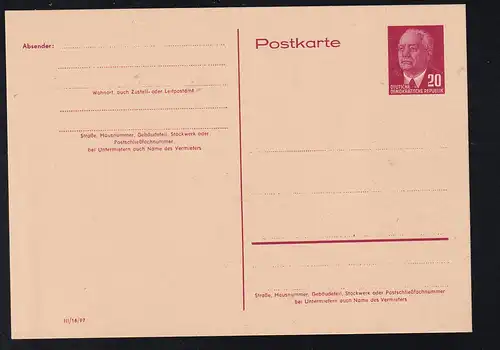 Absender:
Wohnort, auch Zustell- oder Leitpostamt
Straße, Hausnummer, Gebäudeteil, Stockwerk oder
Postschließfachnummer
bei Untermietern auch Name des Vermieters
III/18/97
Postkarte
20
DEUTSCHE
DEMOKRATISCHE REPUBLIK
Straße, Hausnummer, Gebäudeteil, Stockwerk oder Postschließfachnummer
bei Untermietern auch Name des Vermieters